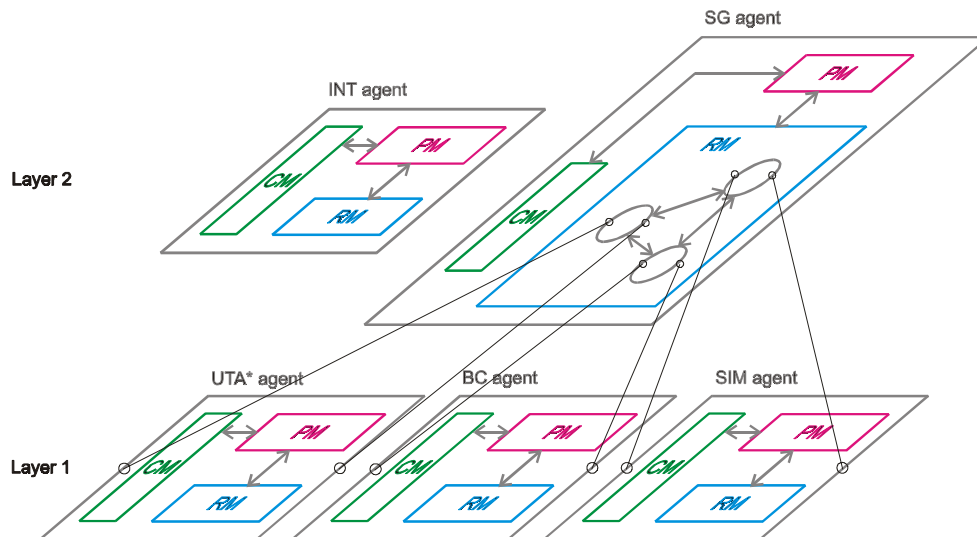 SG agent
PM
INT agent
PM
RM
CM
Layer 2
CM
RM
UTA* agent
BC agent
SIM agent
PM
PM
PM
Layer 1
CM
CM
CM
RM
RM
RM